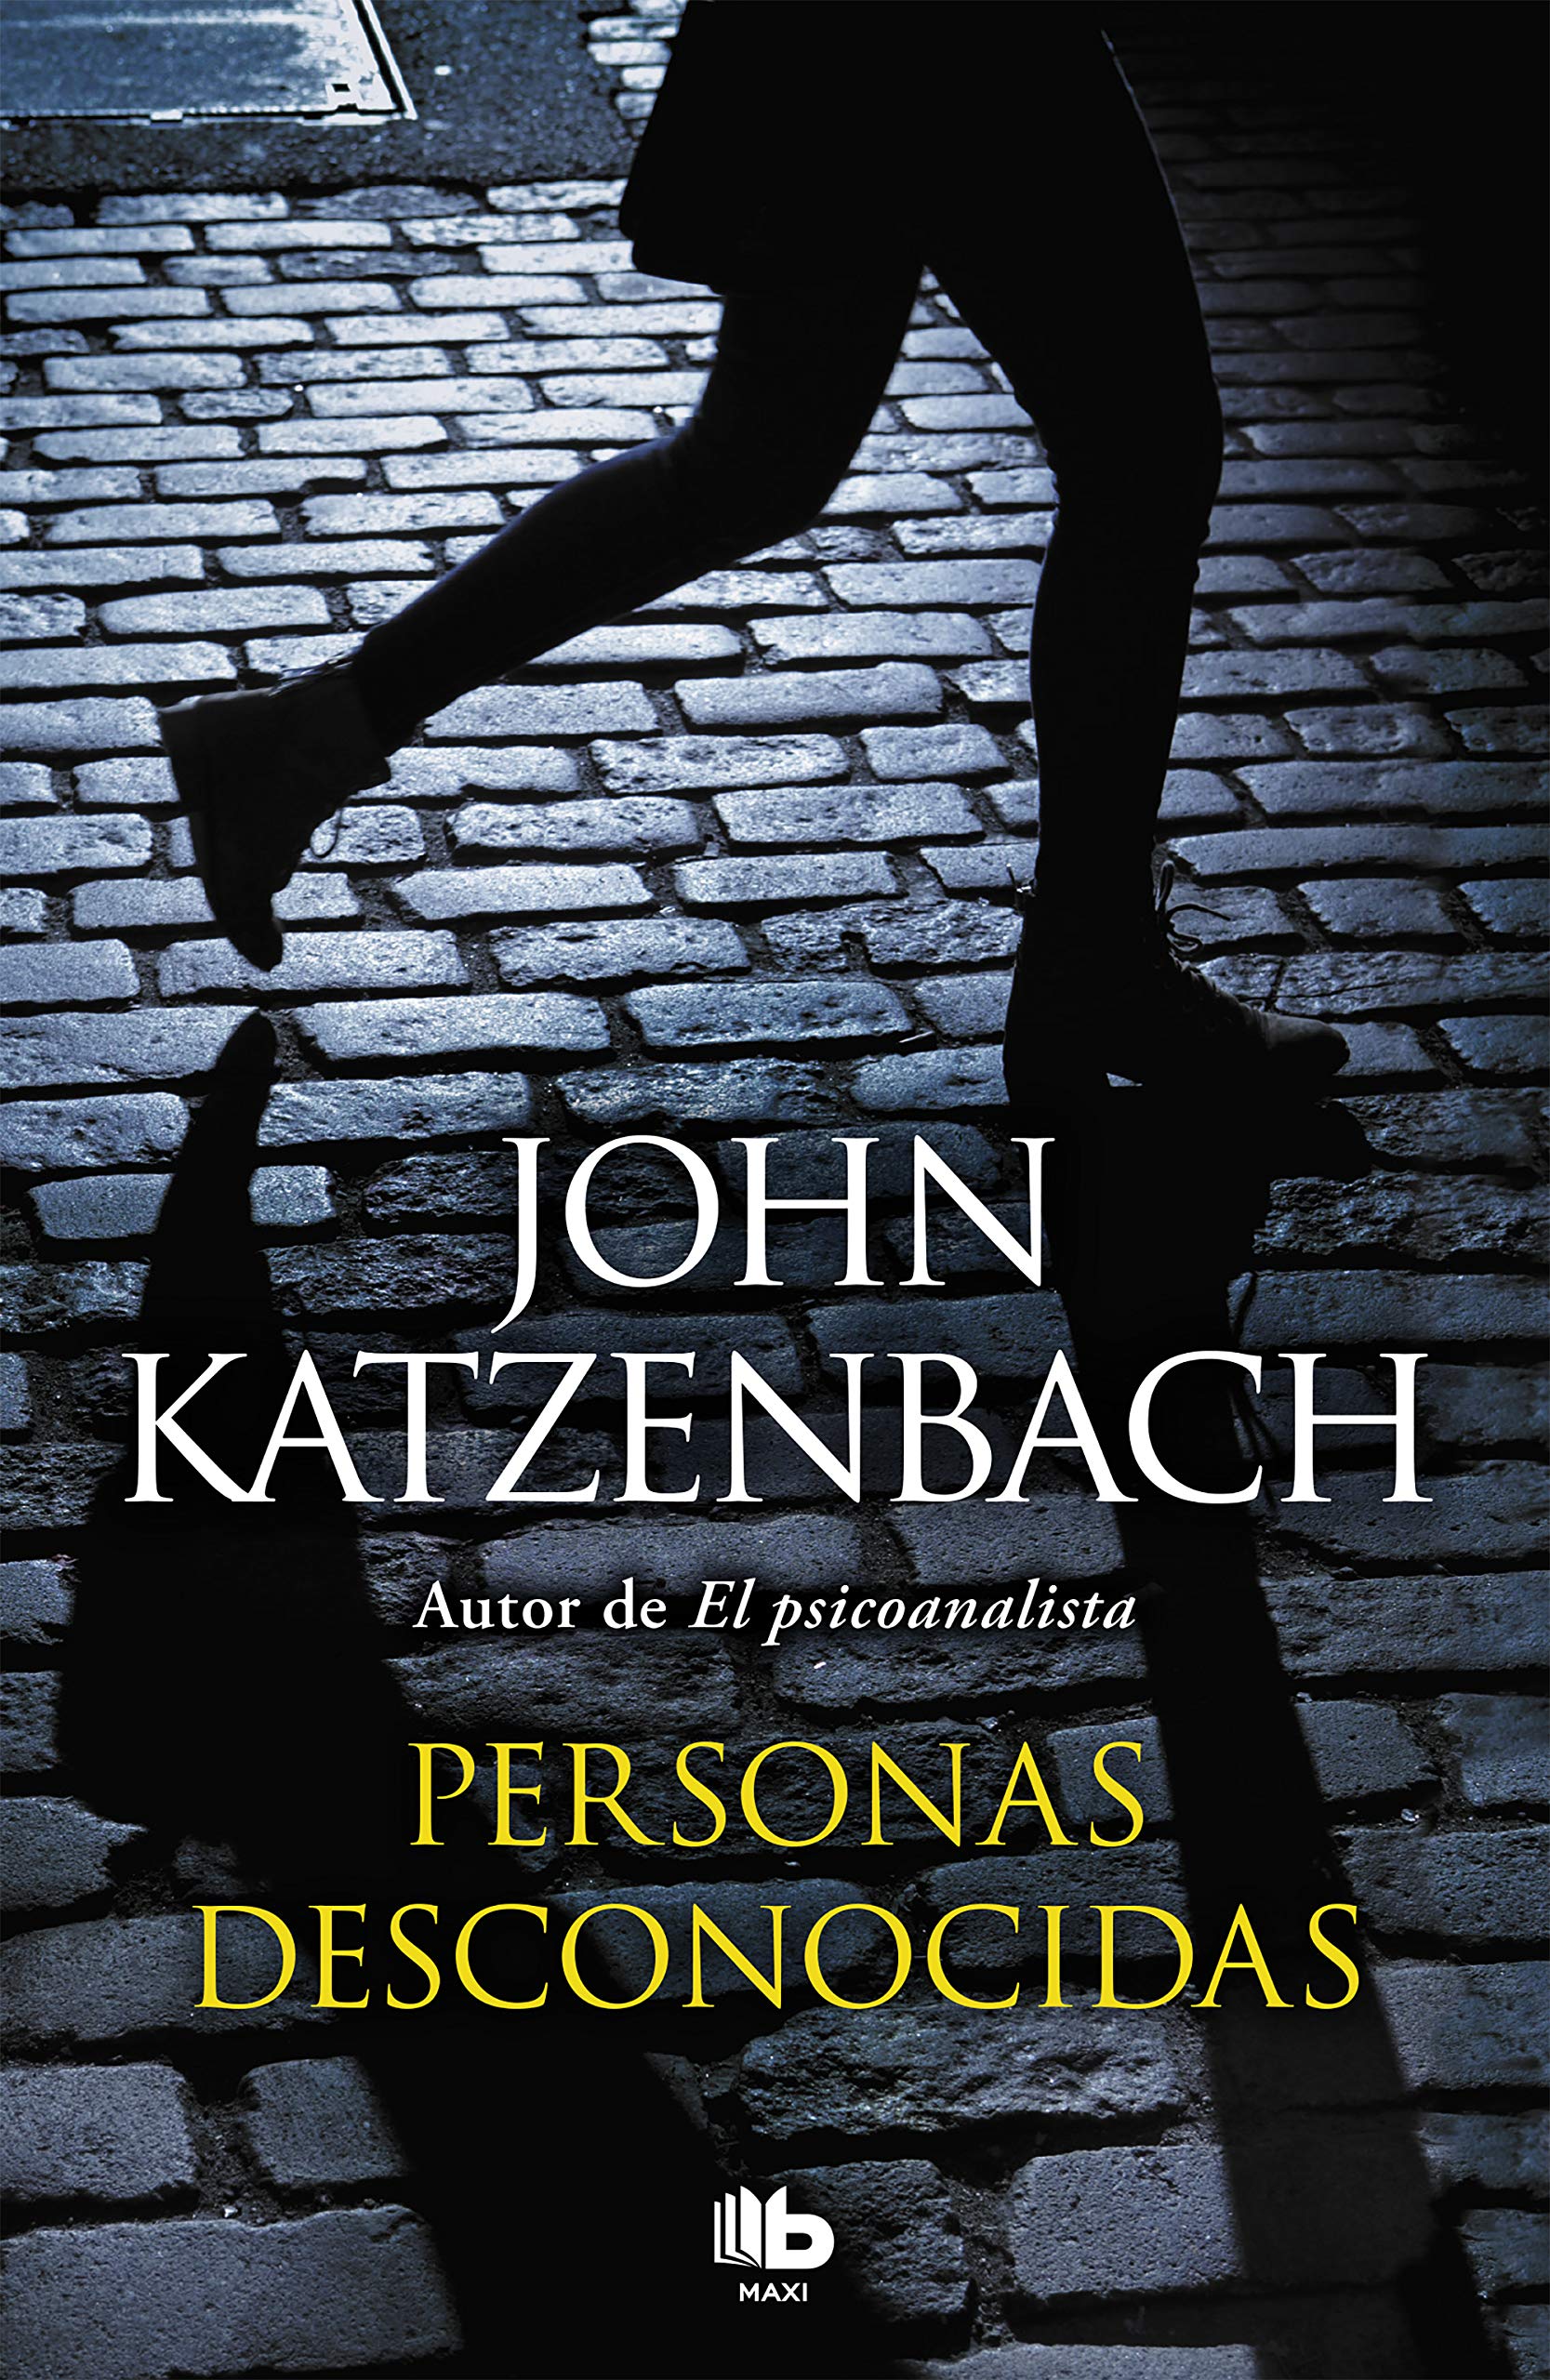 JOHN
KATZENBACH
Autor de El psicoanalista
PERSONAS
DESCONOCIDAS
b
MAXI